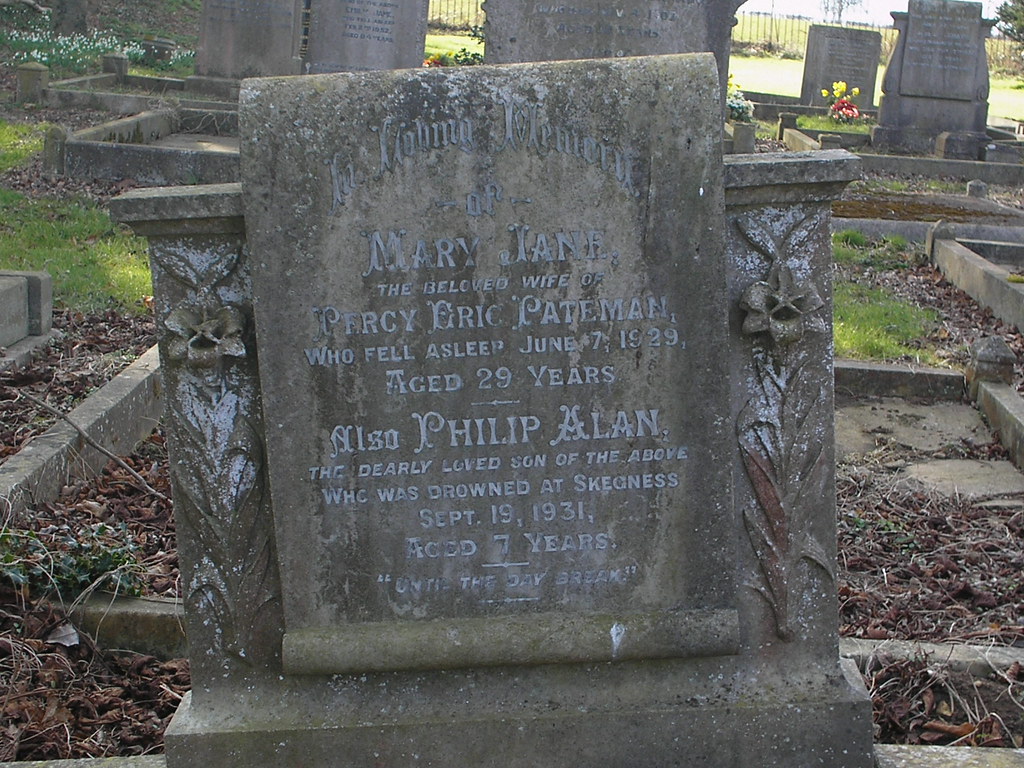 In Loving Memory
- of -
MARY JANE,
THE BELOVED WIFE OF
PERCY ERIC PATEMAN,
WHO FELL ASLEEP JUNE 7, 1929,
AGED 29 YEARS
ALSO PHILIP ALAN,
THE DEARLY LOVED SON OF THE ABOVE
WHO WAS DROWNED AT SKEGNESS
SEPT. 19, 1931,
AGED 7 YEARS.
"UNTIL THE DAY BREAK."